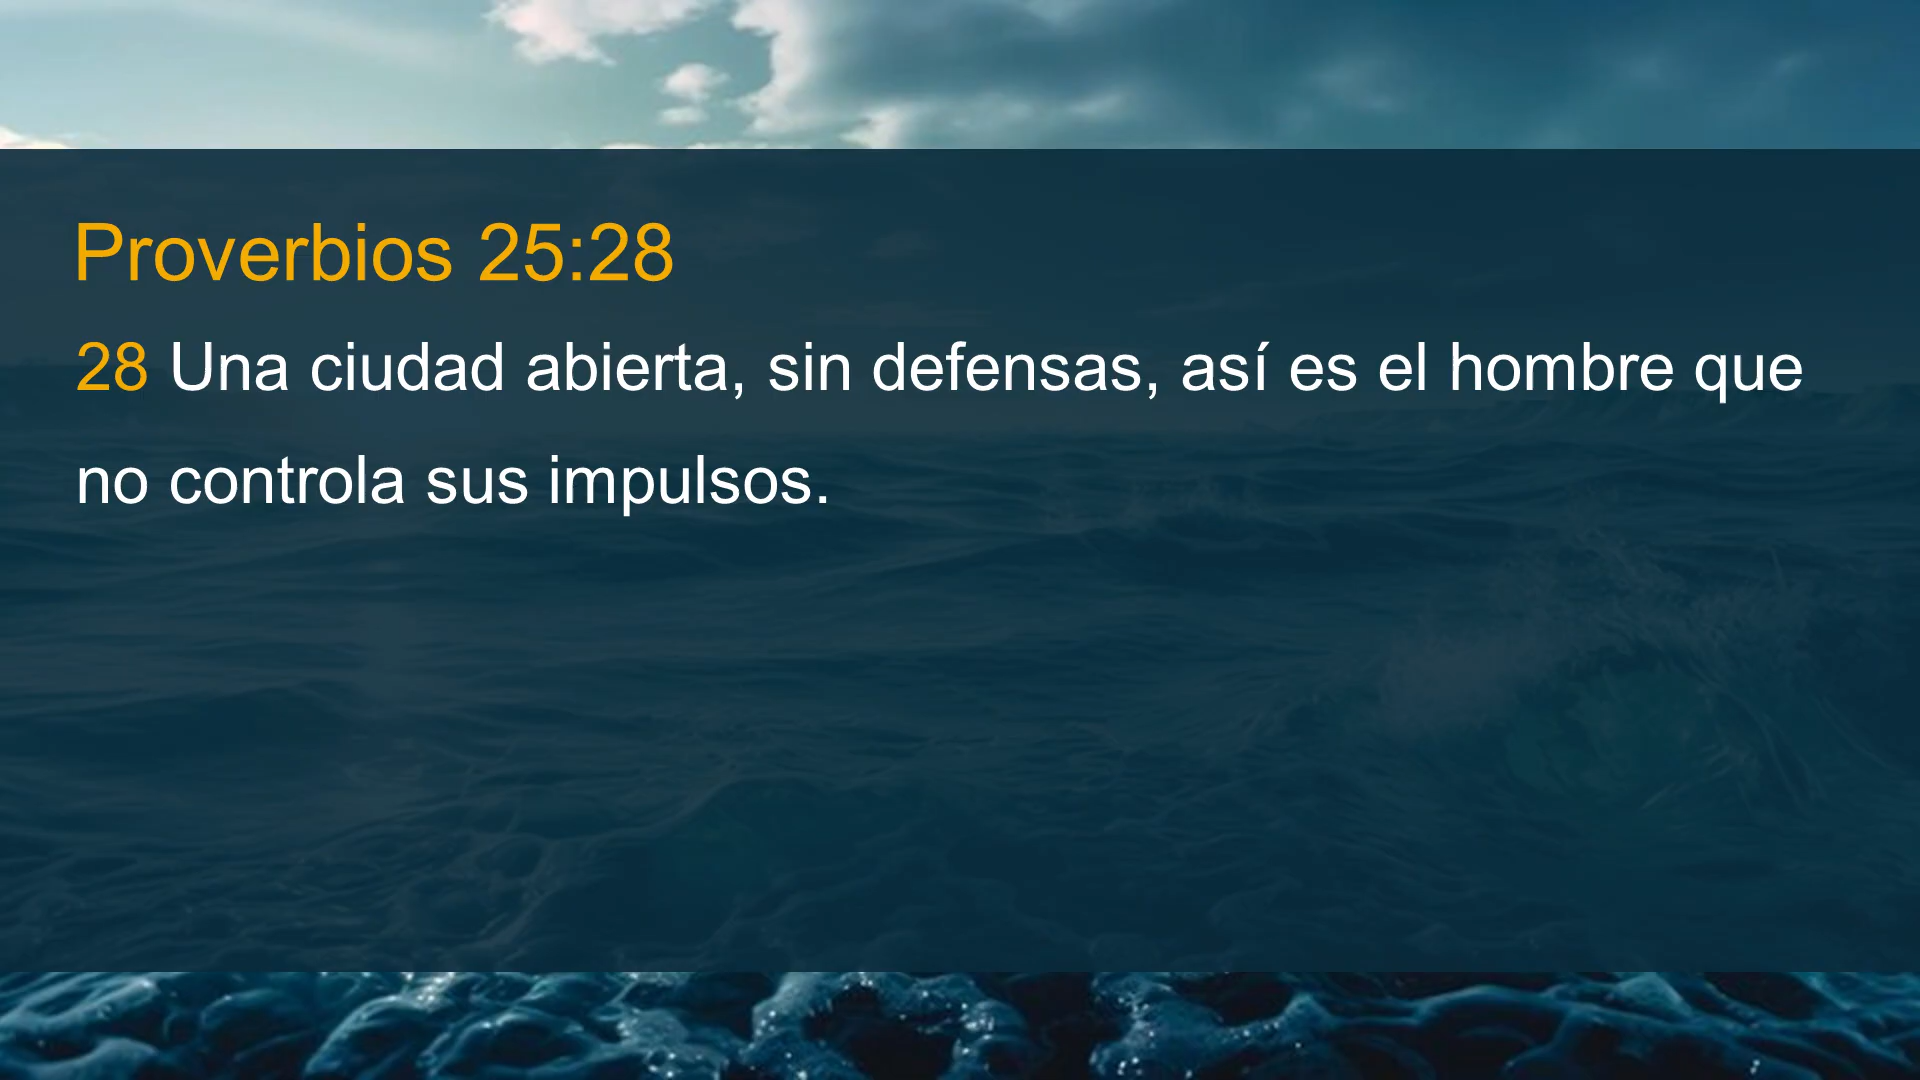 Proverbios 25:28
28 Una ciudad abierta, sin defensas, así es el hombre que
no controla sus impulsos.